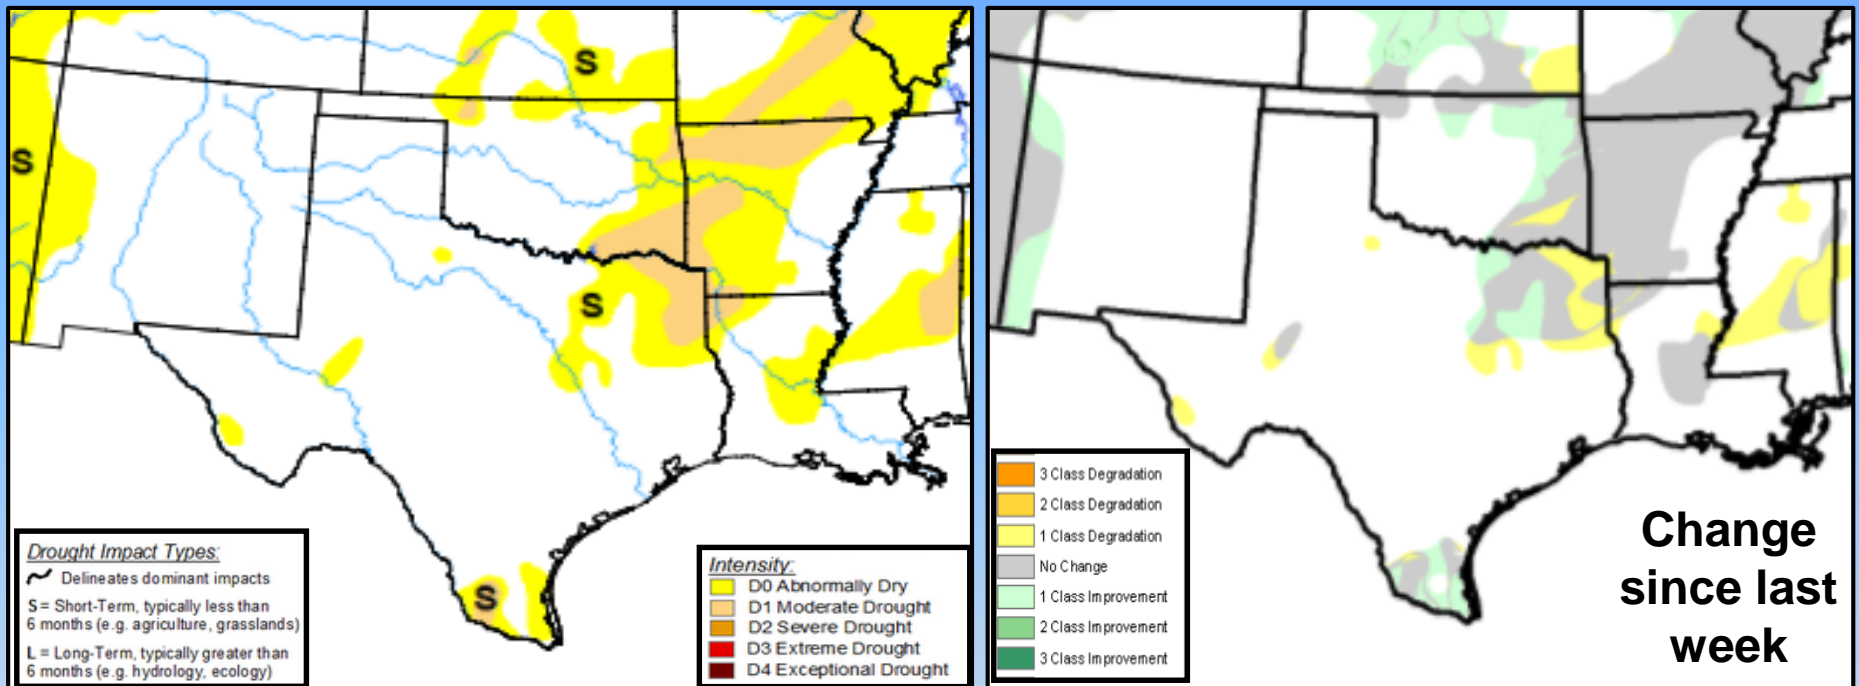 S
S
S
S
Drought Impact Types:
Delineates dominant impacts
S = Short-Term, typically less than
6 months (e.g. agriculture, grasslands)
L = Long-Term, typically greater than
6 months (e.g. hydrology, ecology)
Intensity:
D0 Abnormally Dry
D1 Moderate Drought
D2 Severe Drought
D3 Extreme Drought
D4 Exceptional Drought
3 Class Degradation
2 Class Degradation
1 Class Degradation
No Change
1 Class Improvement
2 Class Improvement
3 Class Improvement
Change
since last
week